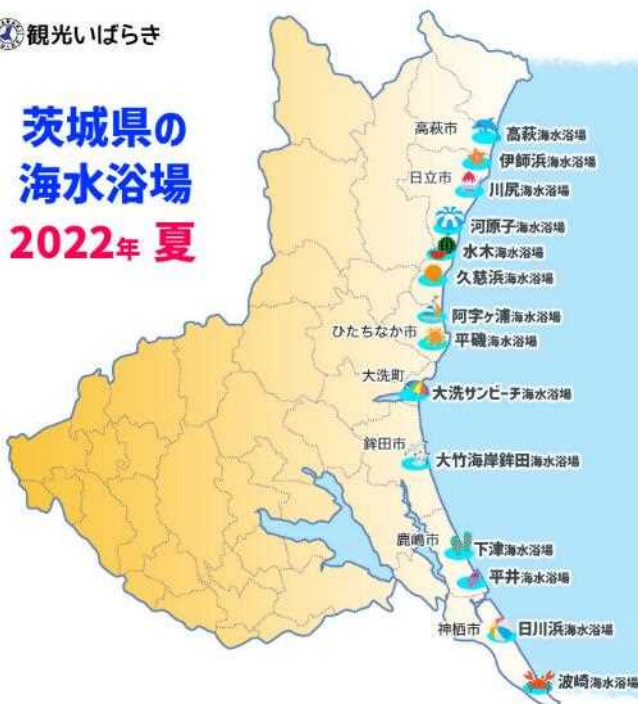 観光いばらき
茨城県の
海水浴場
2022年 夏
高萩市
高萩海水浴場
伊師浜海水浴場
日立市
川尻海水浴場
河原子海水浴場
水木海水浴場
久慈浜海水浴場
阿字ヶ浦海水浴場
ひたちなか市
平磯海水浴場
大洗町
大洗サンビーチ海水浴場
鉾田市
大竹海岸鉾田海水浴場
鹿嶋市
下津海水浴場
平井海水浴場
神栖市
日川浜海水浴場
波崎海水浴場